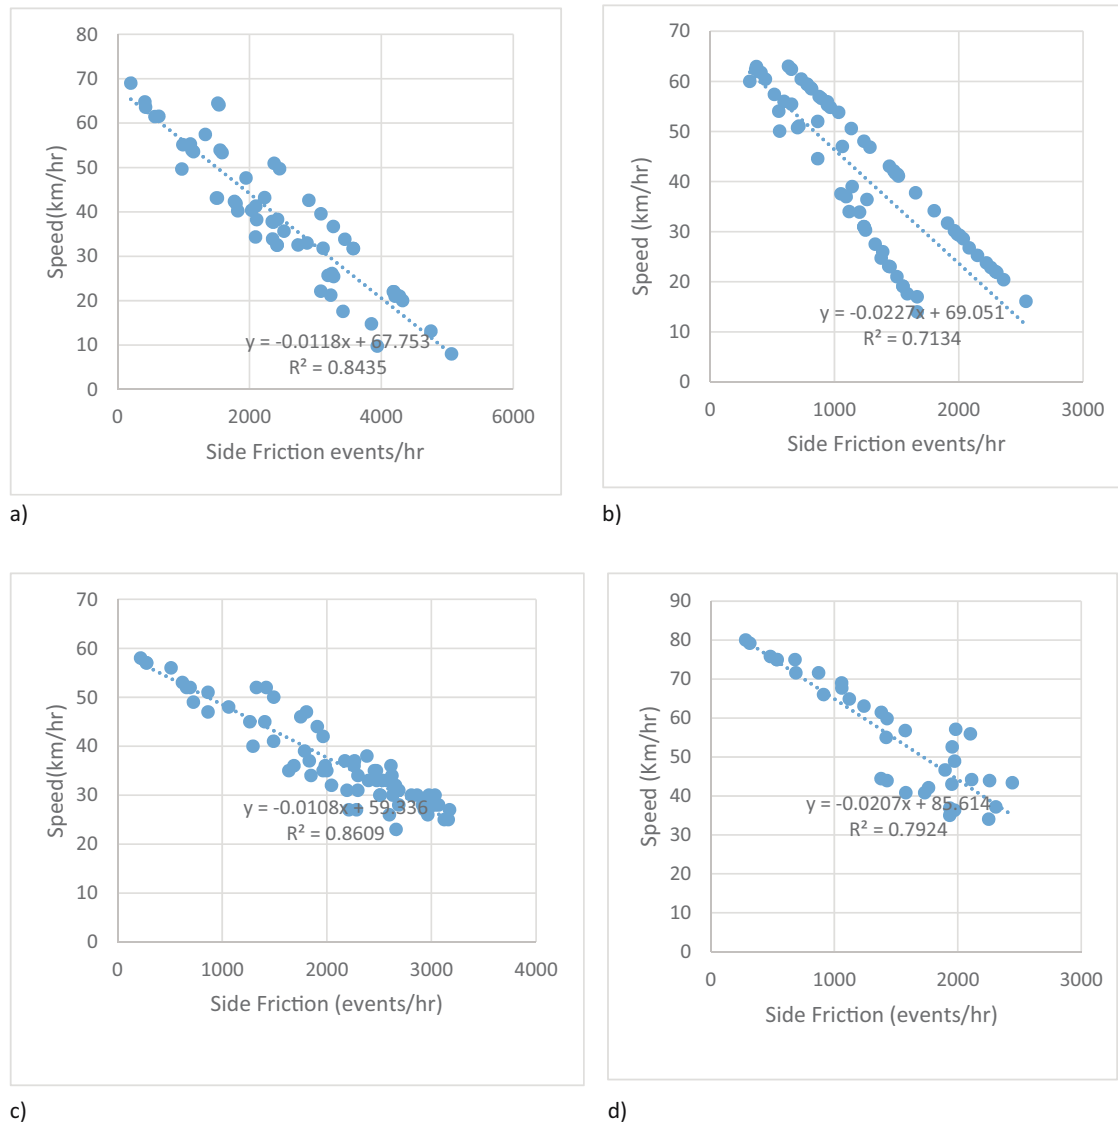 80
70
60
50
40
30
20
10
0
Speed(km/hr)
y = -0.0118x + 67.753
R² = 0.8435
0 2000 4000 6000
Side Friction events/hr
a)
70
60
50
40
30
20
10
0
Speed (km/hr)
y = -0.0227x + 69.051
R² = 0.7134
0 1000 2000 3000
Side Friction events/hr
b)
70
60
50
40
30
20
10
0
Speed(km/hr)
y = -0.0108x + 59.336
R² = 0.8609
0 1000 2000 3000 4000
Side Friction (events/hr)
c)
90
80
70
60
50
40
30
20
10
0
Speed (Km/hr)
y = -0.0207x + 85.614
R² = 0.7924
0 1000 2000 3000
Side Friction (events/hr)
d)